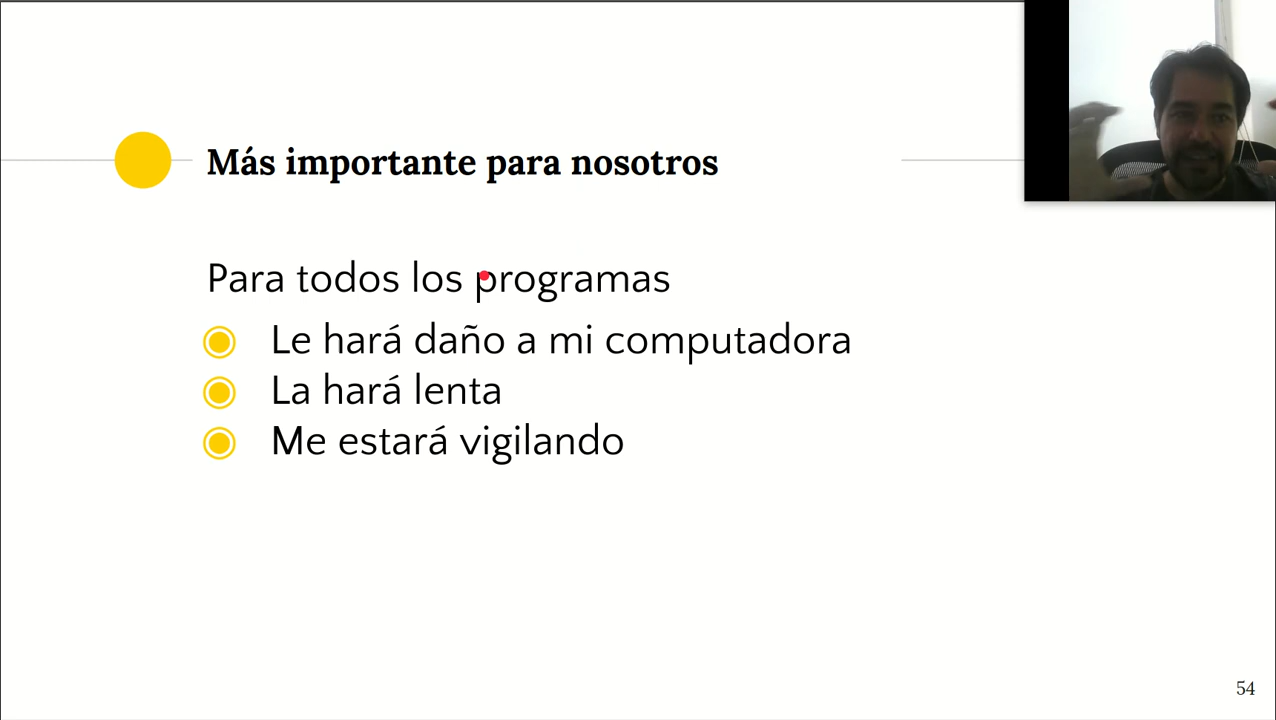 Más importante para nosotros
Para todos los programas
Le hará daño a mi computadora
La hará lenta
Me estará vigilando
54